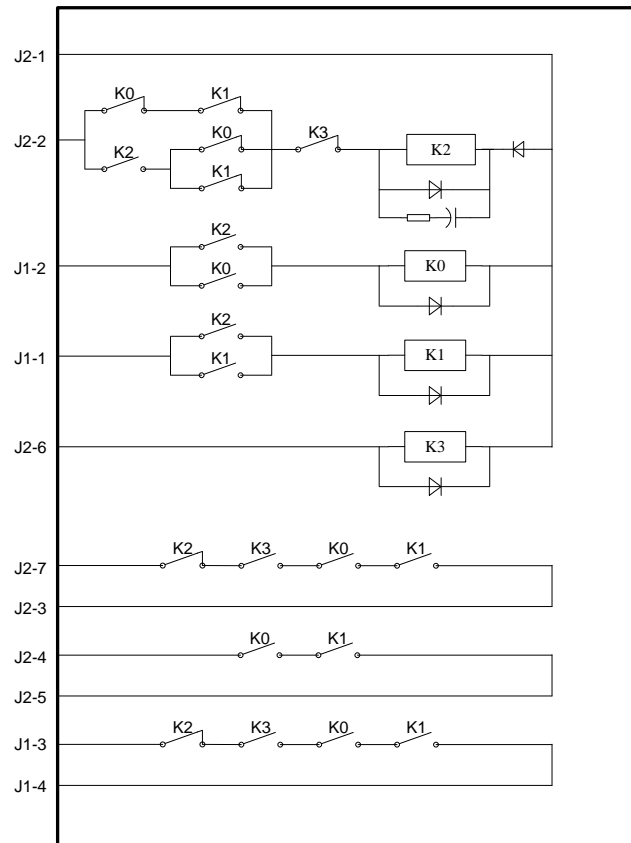 J2-1
K0 K1
J2-2
K0 K3
K2
K2
K1
K2
J1-2
K0
K0
K2
J1-1
K1
K1
J2-6
K3
K2 K3 K0 K1
J2-7
J2-3
K0 K1
J2-4
J2-5
K2 K3 K0 K1
J1-3
J1-4